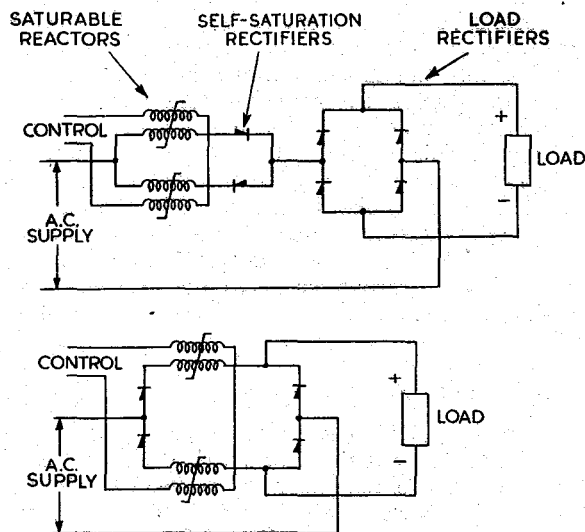 SATURABLE
REACTORS
SELF-SATURATION
RECTIFIERS
LOAD
RECTIFIERS
CONTROL
A.C.
SUPPLY
+
LOAD
–
CONTROL
A.C.
SUPPLY
+
LOAD
–